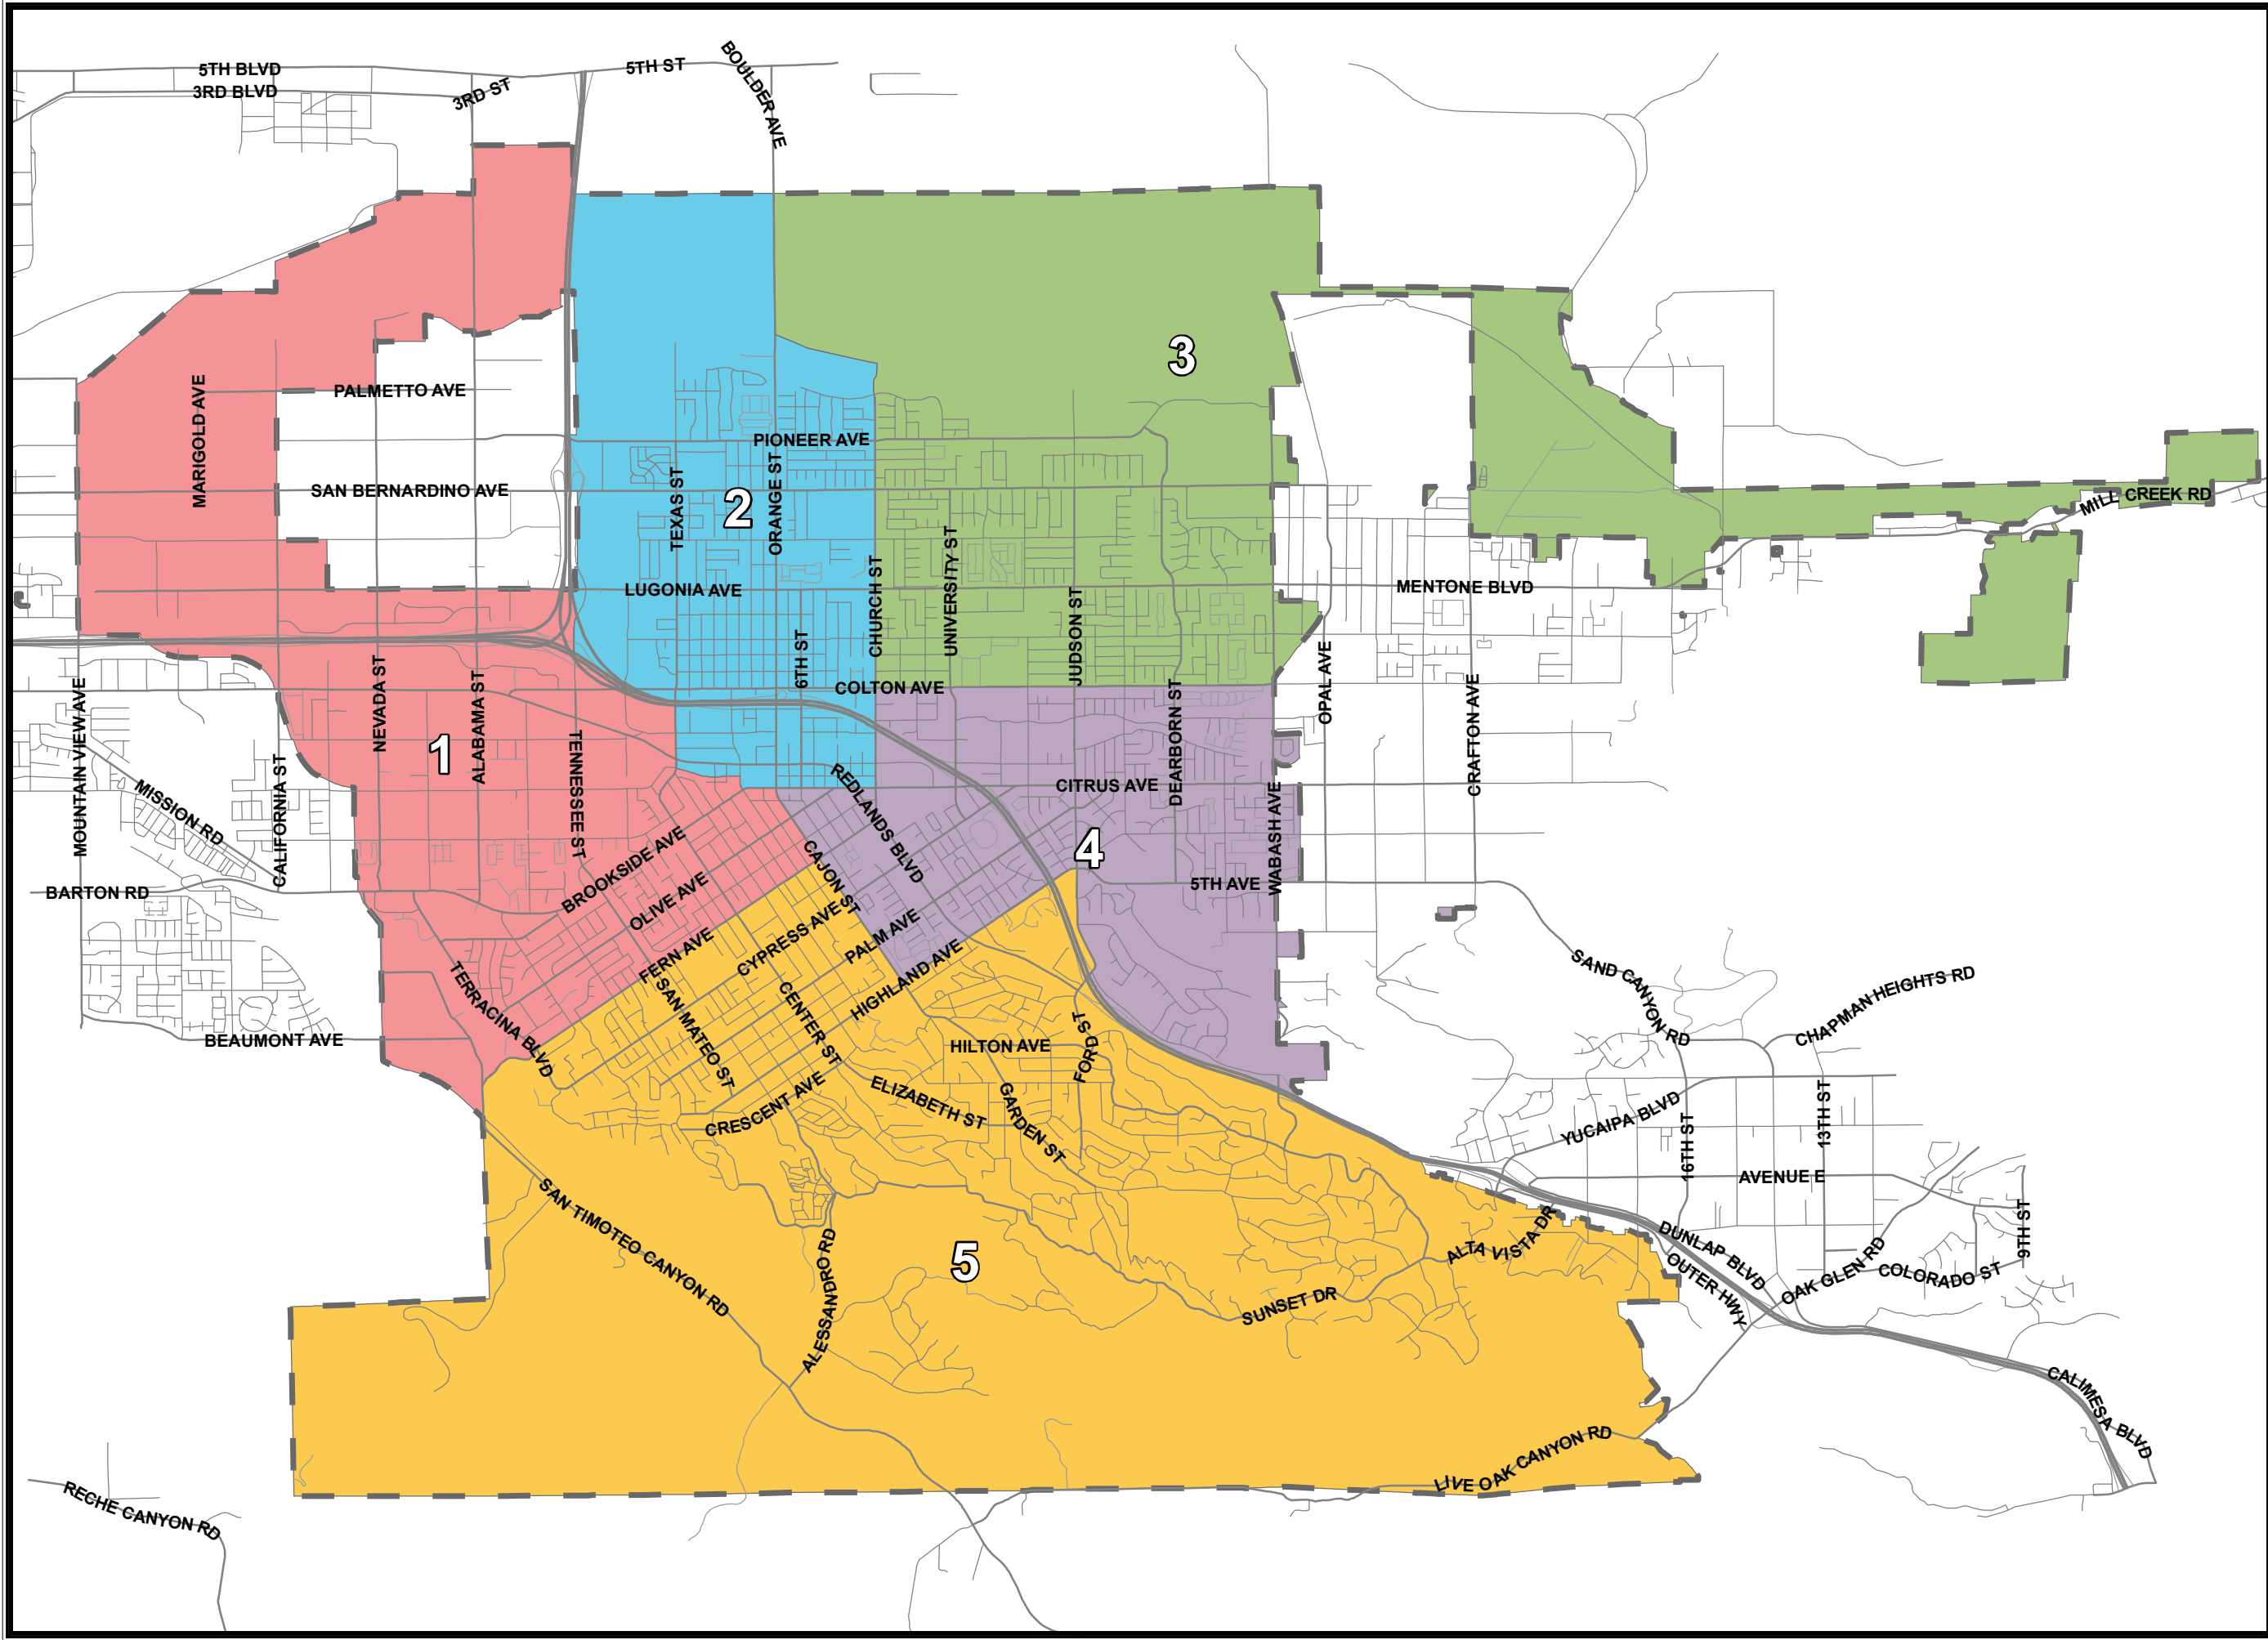 5TH BLVD
3RD BLVD
3RD ST
5TH ST
BOULDER AVE
MARIGOLD AVE
PALMETTO AVE
SAN BERNARDINO AVE
PIONEER AVE
TEXAS ST
2
ORANGE ST
3
LUGONIA AVE
6TH ST
CHURCH ST
UNIVERSITY ST
JUDSON ST
COLTON AVE
DEARBORN ST
OPAL AVE
MENTONE BLVD
CRAFTON AVE
MILL CREEK RD
MOUNTAIN VIEW AVE
MISSION RD
CALIFORNIA ST
NEVADA ST
1
ALABAMA ST
TENNESSEE ST
REDLANDS BLVD
CITRUS AVE
4
WABASH AVE
5TH AVE
BARTON RD
BROOKSIDE AVE
OLIVE AVE
CAJON ST
FERN AVE
CYPRESS AVE
PALM AVE
HIGHLAND AVE
TERRACINA BLVD
SAN MATEO ST
CENTER ST
BEAUMONT AVE
HILTON AVE
FORD ST
CRESCENT AVE
ELIZABETH ST
GARDEN ST
SAND CANYON RD
CHAPMAN HEIGHTS RD
YUCAIPA BLVD
16TH ST
13TH ST
AVENUE E
9TH ST
SAN TIMOTEO CANYON RD
ALESSANDRO RD
5
SUNSET DR
ALTA VISTA DR
DUNLAP BLVD
OUTER HWY
OAK GLEN RD
COLORADO ST
CALIMESA BLVD
LIVE OAK CANYON RD
RECHE CANYON RD